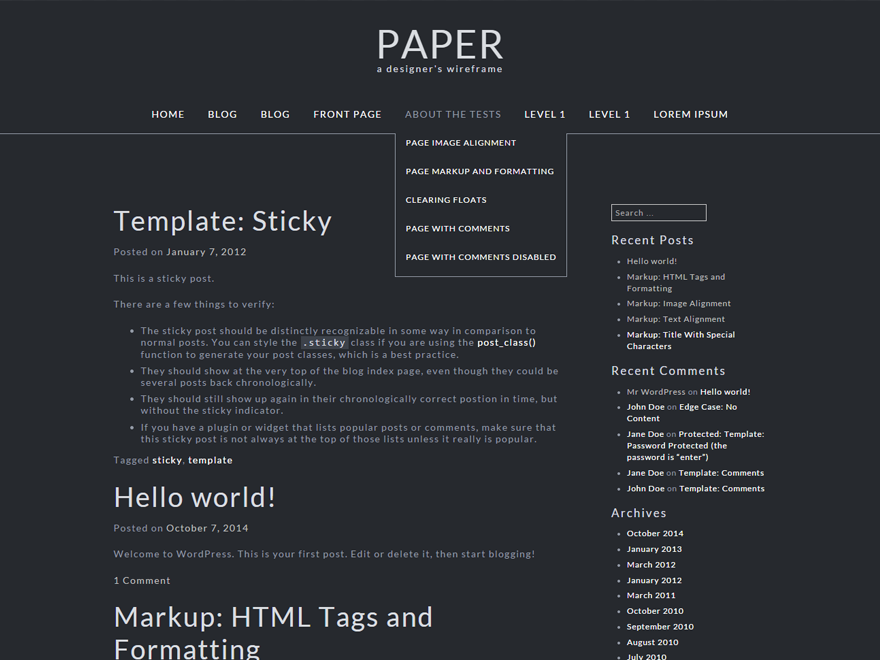 PAPER
a designer's wireframe
HOME BLOG BLOG FRONT PAGE ABOUT THE TESTS LEVEL 1 LEVEL 1 LOREM IPSUM
PAGE IMAGE ALIGNMENT
PAGE MARKUP AND FORMATTING
CLEARING FLOATS
PAGE WITH COMMENTS
PAGE WITH COMMENTS DISABLED
Template: Sticky
Posted on January 7, 2012
This is a sticky post.
There are a few things to verify:
The sticky post should be distinctly recognizable in some way in comparison to
normal posts. You can style the .sticky class if you are using the post_class()
function to generate your post classes, which is a best practice.
They should show at the very top of the blog index page, even though they could be
several posts back chronologically.
They should still show up again in their chronologically correct postion in time, but
without the sticky indicator.
If you have a plugin or widget that lists popular posts or comments, make sure that
this sticky post is not always at the top of those lists unless it really is popular.
Tagged sticky, template
Hello world!
Posted on October 7, 2014
Welcome to WordPress. This is your first post. Edit or delete it, then start blogging!
1 Comment
Markup: HTML Tags and
Formatting
Search ...
Recent Posts
Hello world!
Markup: HTML Tags and
Formatting
Markup: Image Alignment
Markup: Text Alignment
Markup: Title With Special
Characters
Recent Comments
Mr WordPress on Hello world!
John Doe on Edge Case: No
Content
Jane Doe on Protected: Template:
Password Protected (the
password is “enter”)
Jane Doe on Template: Comments
John Doe on Template: Comments
Archives
October 2014
January 2013
March 2012
January 2012
March 2011
October 2010
September 2010
August 2010
July 2010